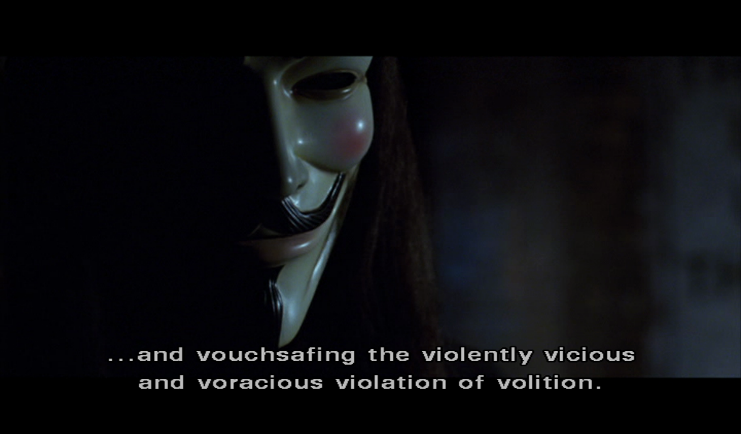 ...and vouchsafing the violently vicious
and voracious violation of volition.